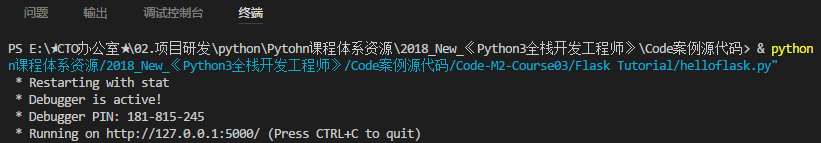 问题 输出 调试控制台 终端
PS E:\★CTO办公室★\02.项目研发\python\Pytohn课程体系资源\2018_New_《Python3全栈开发工程师》\Code案例源代码> & python
n课程体系资源/2018_New_《Python3全栈开发工程师》/Code案例源代码/Code-M2-Course03/Flask Tutorial/helloflask.py"
* Restarting with stat
* Debugger is active!
* Debugger PIN: 181-815-245
* Running on http://127.0.0.1:5000/ (Press CTRL+C to quit)